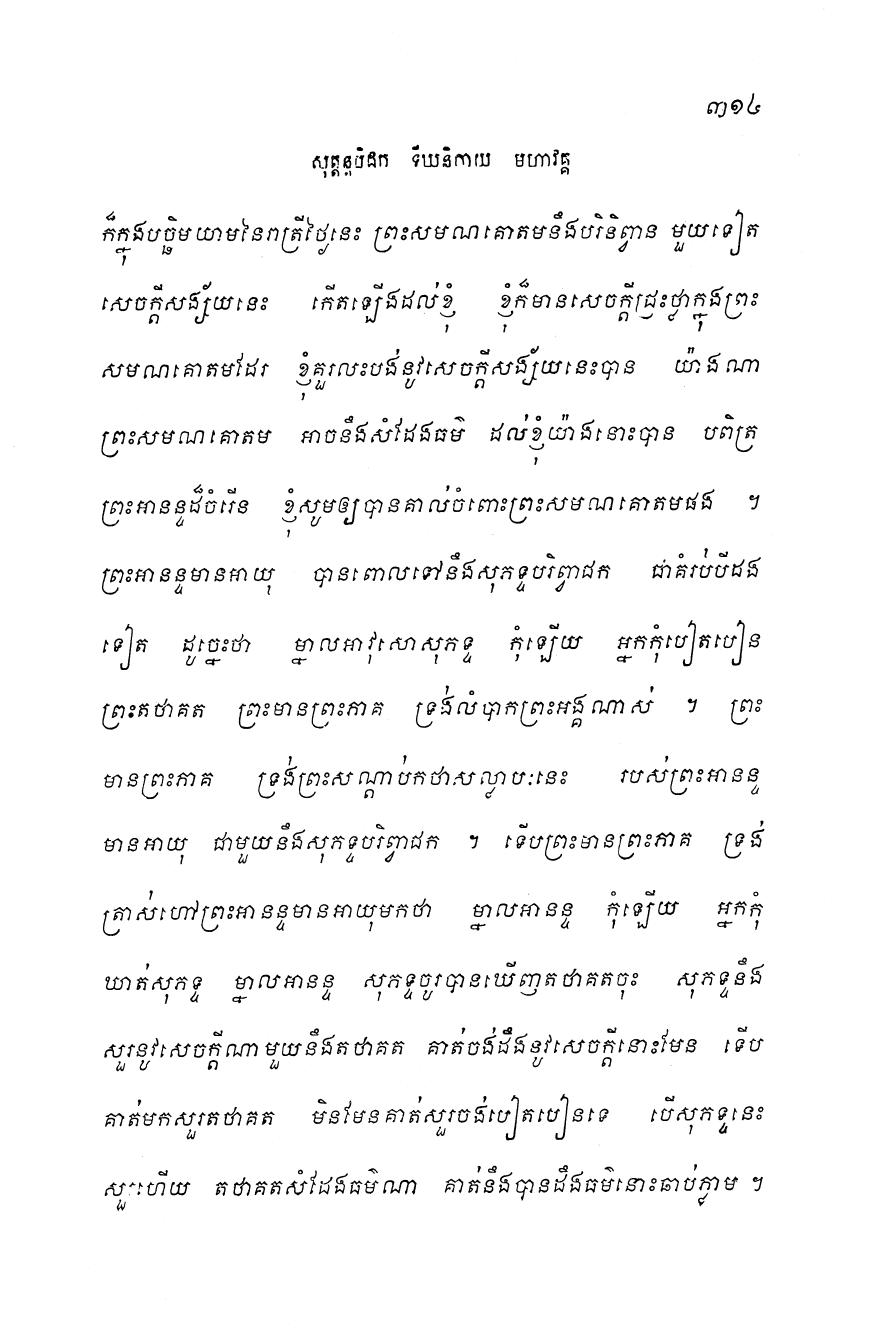 ៣១៤
សុត្តន្តបិដក ទីឃនិកាយ មហាវគ្គ
ក៏ក្នុងបច្ឆិមយាមនៃរាត្រីថ្ងៃនេះ ព្រះសមណគោតមនឹងបរិនិព្វាន មួយទៀត
សេចក្តីសង្ស័យនេះ កើតឡើងដល់ខ្ញុំ ខ្ញុំក៏មានសេចក្តីជ្រះថ្លាក្នុងព្រះ
សមណគោតមដែរ ខ្ញុំគួរលះបង់នូវសេចក្តីសង្ស័យនេះបាន យ៉ាងណា
ព្រះសមណគោតម អាចនឹងសំដែងធម៌ ដល់ខ្ញុំយ៉ាងនោះបាន បពិត្រ
ព្រះអានន្ទដ៏ចំរើន ខ្ញុំសូមឲ្យបានគាល់ចំពោះព្រះសមណគោតមផង ។
ព្រះអានន្ទមានអាយុ បានពោលទៅនឹងសុភទ្ទបរិព្វាជក ជាគំរប់បីដង
ទៀត ដូច្នេះថា ម្នាលអាវុសោសុភទ្ទ កុំឡើយ អ្នកកុំបៀតបៀន
ព្រះតថាគត ព្រះមានព្រះភាគ ទ្រង់លំបាកព្រះអង្គណាស់ ។ ព្រះ
មានព្រះភាគ ទ្រង់ព្រះសណ្តាប់កថាសល្លាបៈនេះ របស់ព្រះអានន្ទ
មានអាយុ ជាមួយនឹងសុភទ្ទបរិព្វាជក ។ ទើបព្រះមានព្រះភាគ ទ្រង់
ត្រាស់ហៅព្រះអានន្ទមានអាយុមកថា ម្នាលអានន្ទ កុំឡើយ អ្នកកុំ
ឃាត់សុភទ្ទ ម្នាលអានន្ទ សុភទ្ទចូរបានឃើញតថាគតចុះ សុភទ្ទនឹង
សួរនូវសេចក្តីណាមួយនឹងតថាគត គាត់ចង់ដឹងនូវសេចក្តីនោះមែន ទើប
គាត់មកសួរតថាគត មិនមែនគាត់សួរចង់បៀតបៀនទេ បើសុភទ្ទនេះ
សួរហើយ តថាគតសំដែងធម៌ណា គាត់នឹងបានដឹងធម៌នោះឆាប់ភ្លាម ។